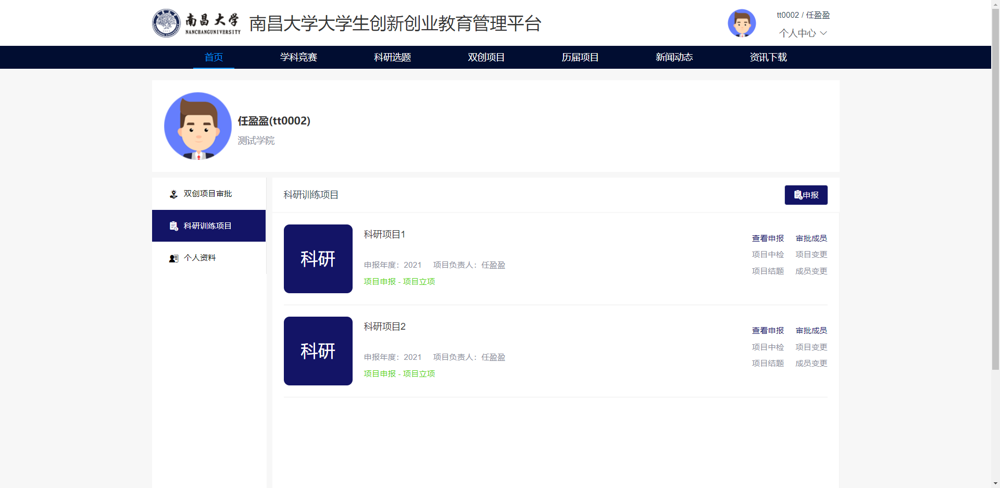 南昌大学
NANCHANGUNIVERSITY
南昌大学大学生创新创业教育管理平台
tt0002 / 任盈盈
个人中心
首页 学科竞赛 科研选题 双创项目 历届项目 新闻动态 资讯下载
任盈盈(tt0002)
测试学院
双创项目审批
科研训练项目
个人资料
科研训练项目
申报
科研
科研项目1
申报年度：2021 项目负责人：任盈盈
项目申报 - 项目立项
查看申报 审批成员
项目中检 项目变更
项目结题 成员变更
科研
科研项目2
申报年度：2021 项目负责人：任盈盈
项目申报 - 项目立项
查看申报 审批成员
项目中检 项目变更
项目结题 成员变更